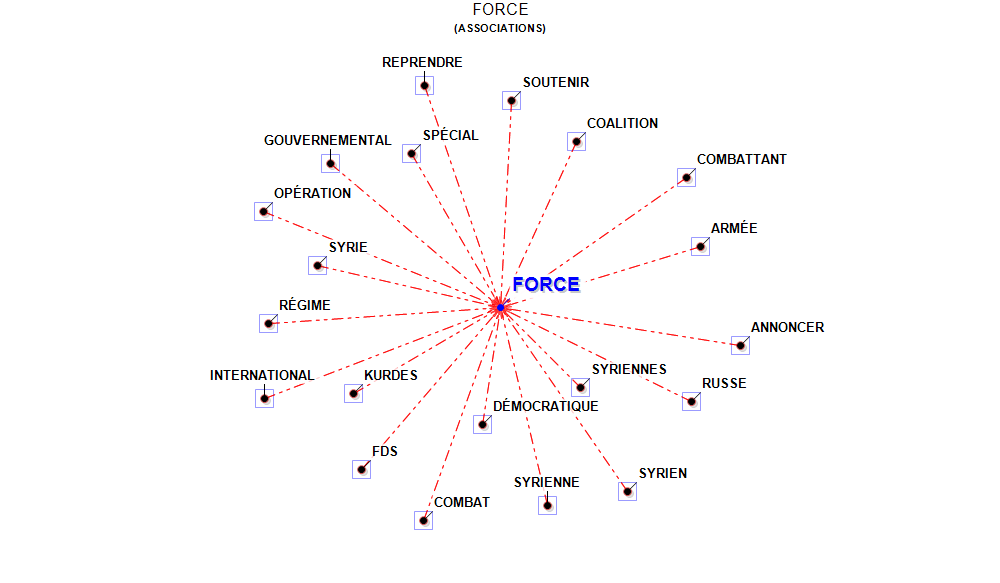 FORCE
(ASSOCIATIONS)
REPRENDRE
SOUTENIR
COALITION
SPÉCIAL
GOUVERNEMENTAL
COMBATTANT
OPÉRATION
ARMÉE
SYRIE
FORCE
RÉGIME
ANNONCER
SYRIENNES
INTERNATIONAL
KURDES
RUSSE
DÉMOCRATIQUE
FDS
SYRIEN
SYRIENNE
COMBAT